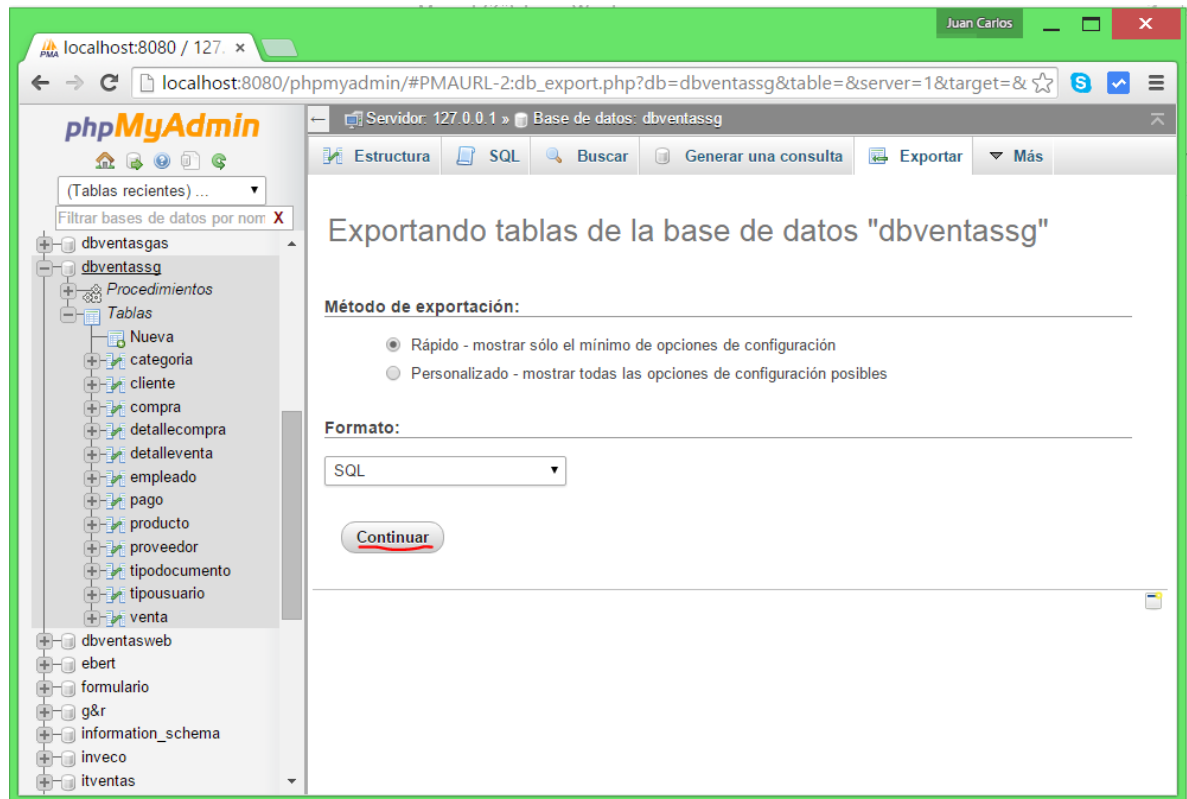 Juan Carlos
PMA localhost:8080 / 127.
localhost:8080/phpmyadmin/#PMAURL-2:db_export.php?db=dbventassg&table=&server=1&target=&
phpMyAdmin
(Tablas recientes) ...
Filtrar bases de datos por nom X
dbventasgas
dbventassg
Procedimientos
Tablas
Nueva
categoria
cliente
compra
detallecompra
detalleventa
empleado
pago
producto
proveedor
tipodocumento
tipousuario
venta
dbventasweb
ebert
formulario
g&r
information_schema
inveco
itventas
Servidor: 127.0.0.1 » Base de datos: dbventassg
Estructura SQL Buscar Generar una consulta Exportar Más
Exportando tablas de la base de datos "dbventassg"
Método de exportación:
Rápido - mostrar sólo el mínimo de opciones de configuración
Personalizado - mostrar todas las opciones de configuración posibles
Formato:
SQL
Continuar